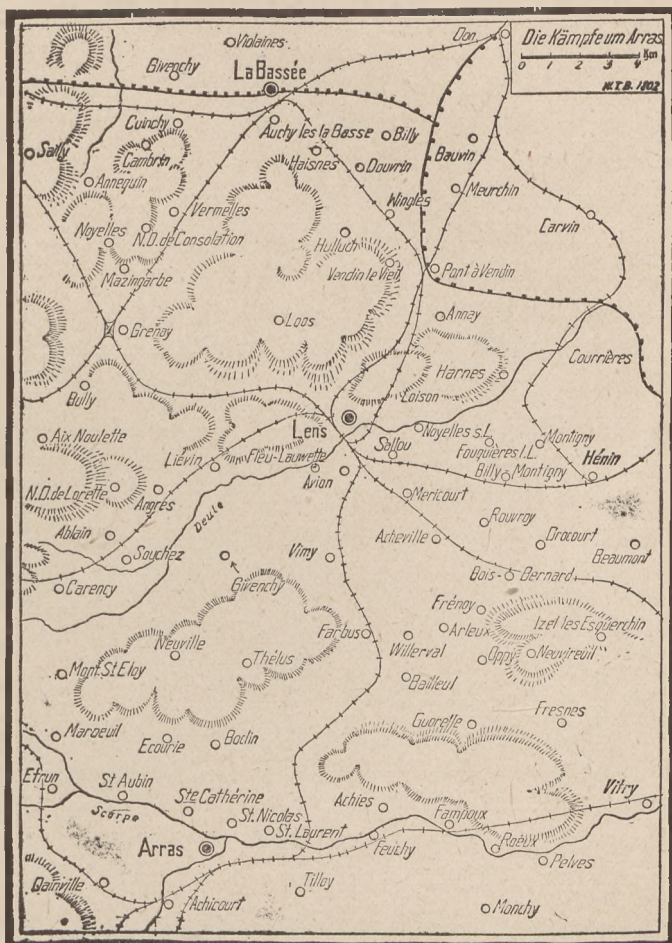 Die Kämpfe um Arras
0 1 2 3 4 Km
W.T.B. 1802
Don
Violaines
Givenchy
La Bassée
Cuinchy
Auchy les la Basse
Billy
Bauvin
Sailly
Cambrin
Haisnes
Douvrin
Annequin
Meurchin
Vermelles
Wingles
Carvin
Noyelles
N.D. de Consolation
Hulluch
Vendin le Vieil
Pont à Vendin
Mazingarbe
Loos
Annay
Grenay
Courrières
Harnes
Bully
Loison
Lens
Noyelles s.L.
Aix Noulette
Sallou
Fouquières l.L.
Montigny
Liévin
Fleu-Lauwette
Hénin
Billy Montigny
Avion
N.D. de Lorette
Angres
Mericourt
Deule
Rouvroy
Ablain
Acheville
Drocourt
Beaumont
Souchez
Vimy
Givenchy
Bois-Bernard
Carency
Frénoy
Neuville
Farbus
Arleux
Izel les Esquerchin
Willerval
Thélus
Oppy
Neuvireuil
Mont. St Eloy
Bailleul
Fresnes
Guorelle
Maroeuil
Ecourie
Boclin
Efrun
St Aubin
Vitry
Scarpe
Ste Cathérine
Achies
St. Nicolas
Fampoux
St. Laurent
Arras
Feuchy
Roeux
Pelves
Dainville
Tilloy
Achicourt
Monchy